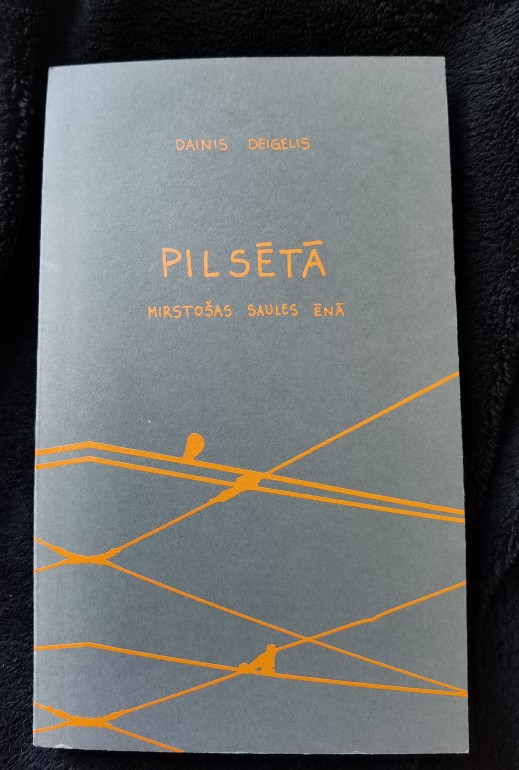 DAINIS DEIGELIS
PILSĒTĀ
MIRSTOŠAS SAULES ĒNĀ